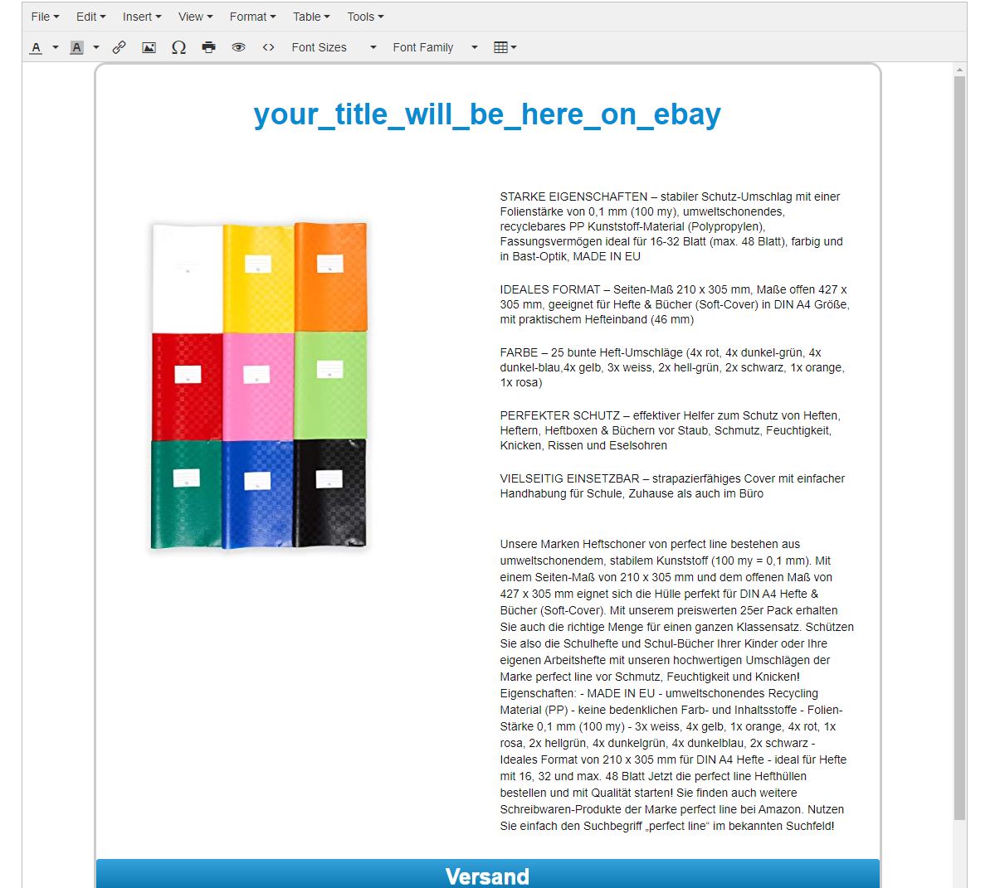 File Edit Insert View Format Table Tools
A A Ω <> Font Sizes Font Family
your_title_will_be_here_on_ebay
STARKE EIGENSCHAFTEN – stabiler Schutz-Umschlag mit einer
Folienstärke von 0,1 mm (100 my), umweltschonendes,
recyclebares PP Kunststoff-Material (Polypropylen),
Fassungsvermögen ideal für 16-32 Blatt (max. 48 Blatt), farbig und
in Bast-Optik, MADE IN EU
IDEALES FORMAT – Seiten-Maß 210 x 305 mm, Maße offen 427 x
305 mm, geeignet für Hefte & Bücher (Soft-Cover) in DIN A4 Größe,
mit praktischem Hefteinband (46 mm)
FARBE – 25 bunte Heft-Umschläge (4x rot, 4x dunkel-grün, 4x
dunkel-blau,4x gelb, 3x weiss, 2x hell-grün, 2x schwarz, 1x orange,
1x rosa)
PERFEKTER SCHUTZ – effektiver Helfer zum Schutz von Heften,
Heftern, Heftboxen & Büchern vor Staub, Schmutz, Feuchtigkeit,
Knicken, Rissen und Eselsohren
VIELSEITIG EINSETZBAR – strapazierfähiges Cover mit einfacher
Handhabung für Schule, Zuhause als auch im Büro
Unsere Marken Heftschoner von perfect line bestehen aus
umweltschonendem, stabilem Kunststoff (100 my = 0,1 mm). Mit
einem Seiten-Maß von 210 x 305 mm und dem offenen Maß von
427 x 305 mm eignet sich die Hülle perfekt für DIN A4 Hefte &
Bücher (Soft-Cover). Mit unserem preiswerten 25er Pack erhalten
Sie auch die richtige Menge für einen ganzen Klassensatz. Schützen
Sie also die Schulhefte und Schul-Bücher Ihrer Kinder oder Ihre
eigenen Arbeitshefte mit unseren hochwertigen Umschlägen der
Marke perfect line vor Schmutz, Feuchtigkeit und Knicken!
Eigenschaften: - MADE IN EU - umweltschonendes Recycling
Material (PP) - keine bedenklichen Farb- und Inhaltsstoffe - Folien-
Stärke 0,1 mm (100 my) - 3x weiss, 4x gelb, 1x orange, 4x rot, 1x
rosa, 2x hellgrün, 4x dunkelgrün, 4x dunkelblau, 2x schwarz -
Ideales Format von 210 x 305 mm für DIN A4 Hefte - ideal für Hefte
mit 16, 32 und max. 48 Blatt Jetzt die perfect line Hefthüllen
bestellen und mit Qualität starten! Sie finden auch weitere
Schreibwaren-Produkte der Marke perfect line bei Amazon. Nutzen
Sie einfach den Suchbegriff „perfect line“ im bekannten Suchfeld!
Versand